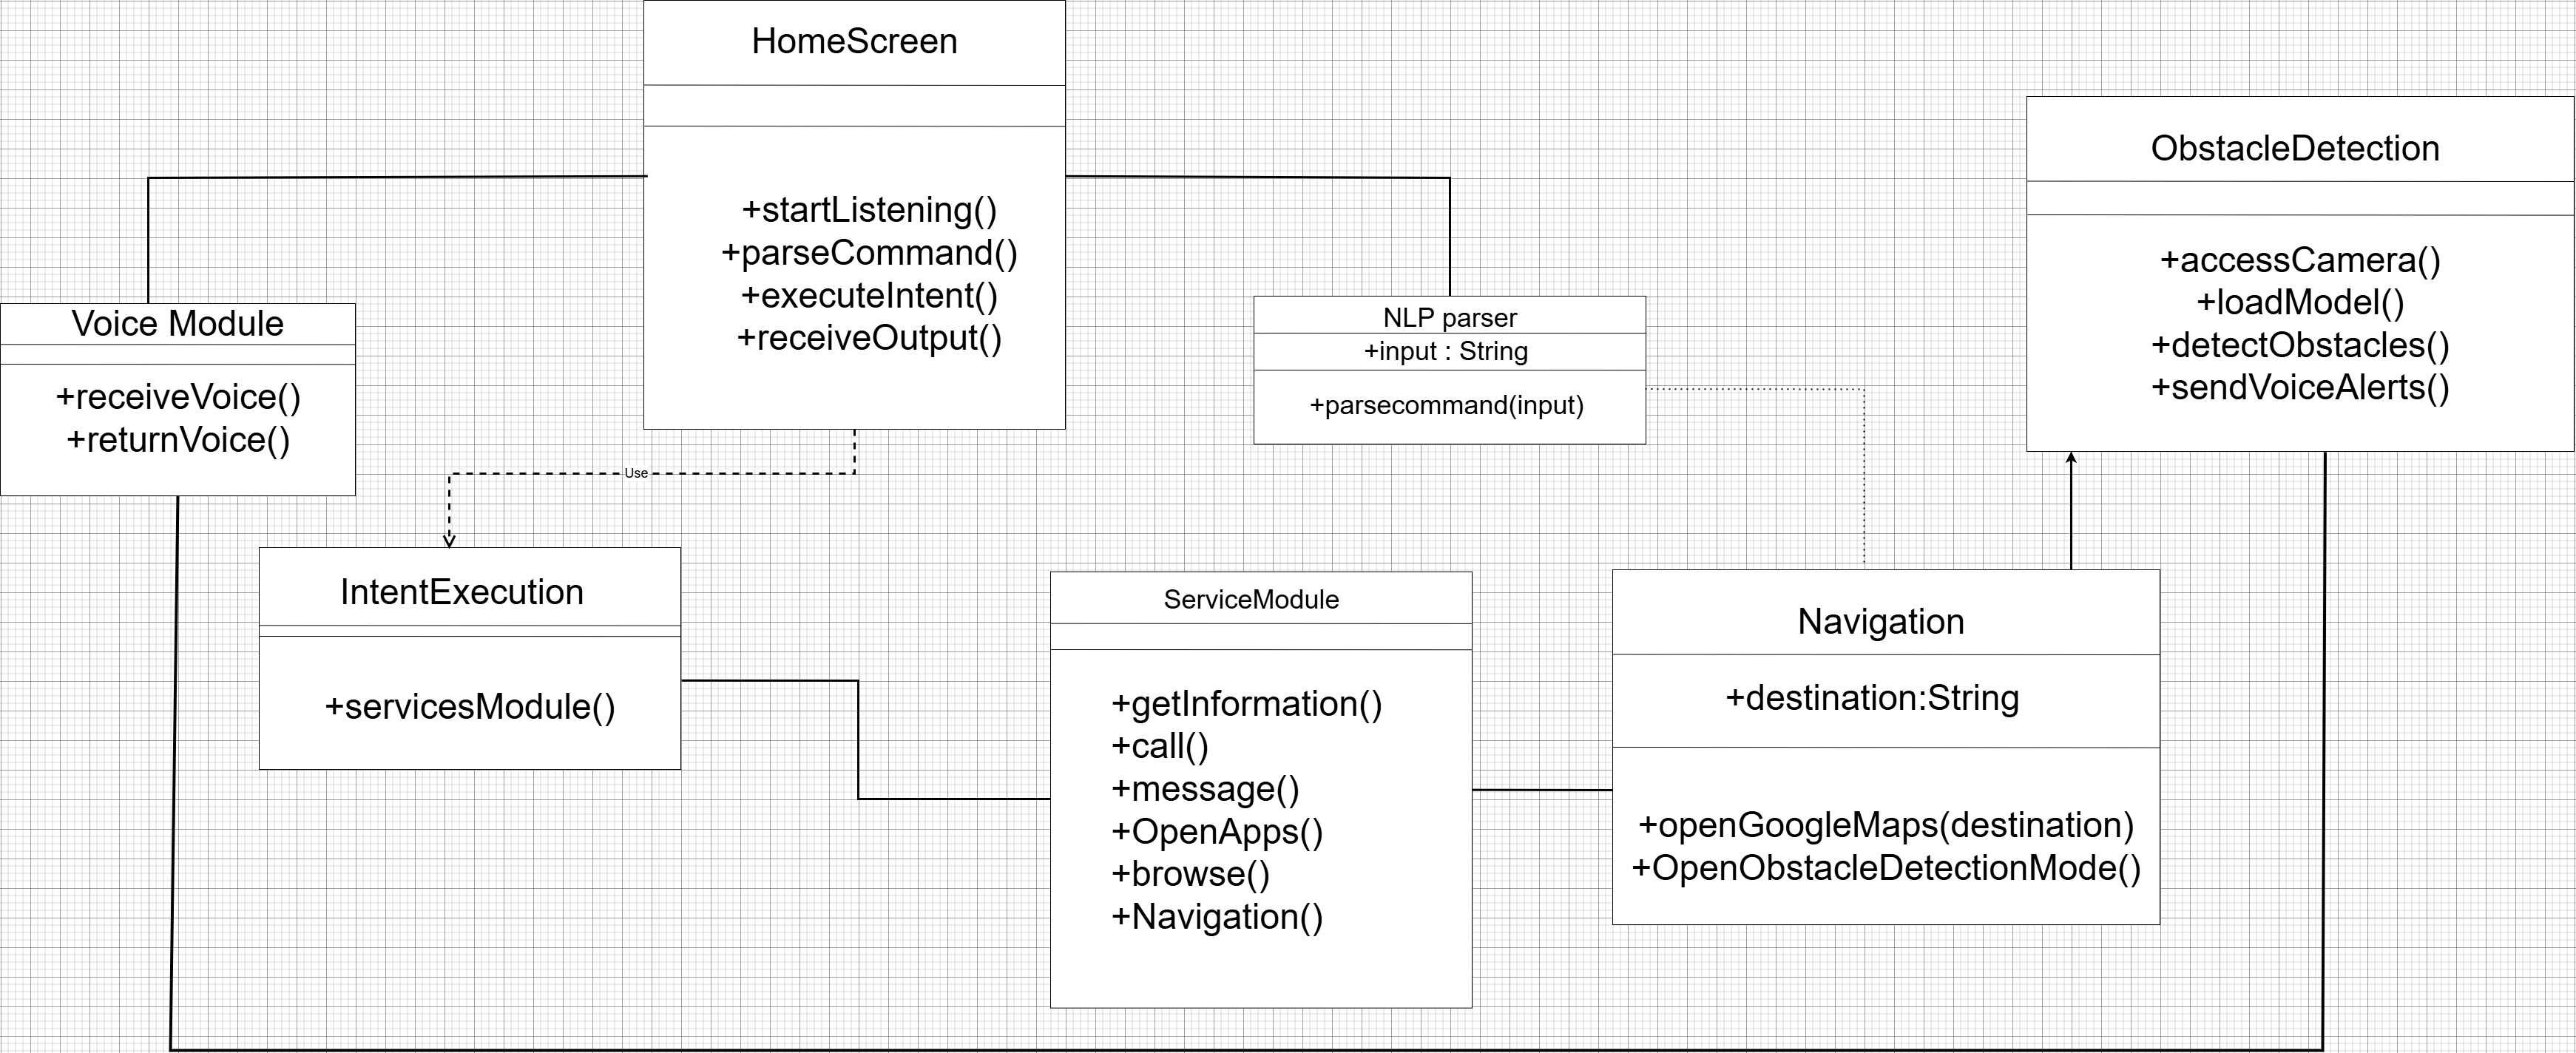 HomeScreen
+startListening()
+parseCommand()
+executeIntent()
+receiveOutput()
ObstacleDetection
+accessCamera()
+loadModel()
+detectObstacles()
+sendVoiceAlerts()
Voice Module
+receiveVoice()
+returnVoice()
NLP parser
+input : String
+parsecommand(input)
Use
IntentExecution
+servicesModule()
ServiceModule
+getInformation()
+call()
+message()
+OpenApps()
+browse()
+Navigation()
Navigation
+destination:String
+openGoogleMaps(destination)
+OpenObstacleDetectionMode()